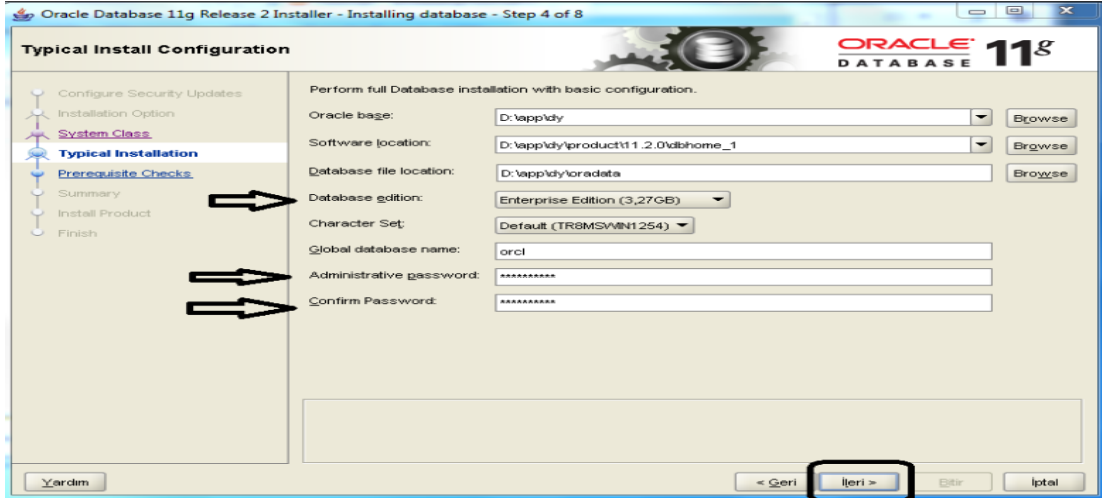 Oracle Database 11g Release 2 Installer - Installing database - Step 4 of 8
Typical Install Configuration
ORACLE DATABASE 11g
Configure Security Updates
Installation Option
System Class
Typical Installation
Prerequisite Checks
Summary
Install Product
Finish
Perform full Database installation with basic configuration.
Oracle base: D:\app\dy Browse
Software location: D:\app\dy\product\11.2.0\dbhome_1 Browse
Database file location: D:\app\dy\oradata Browse
Database edition: Enterprise Edition (3,27GB)
Character Set: Default (TR8MSWIN1254)
Global database name: orcl
Administrative password: **********
Confirm Password: **********
Yardım < Geri İleri > Bitir İptal